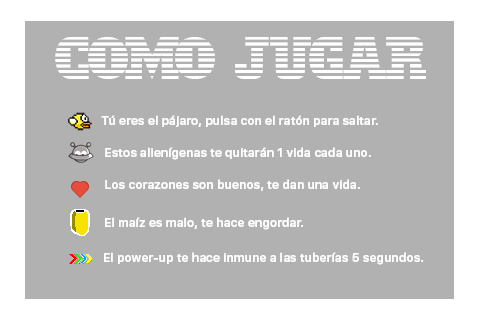 COMO JUGAR
Tú eres el pájaro, pulsa con el ratón para saltar.
Estos alienígenas te quitarán 1 vida cada uno.
Los corazones son buenos, te dan una vida.
El maíz es malo, te hace engordar.
El power-up te hace inmune a las tuberías 5 segundos.